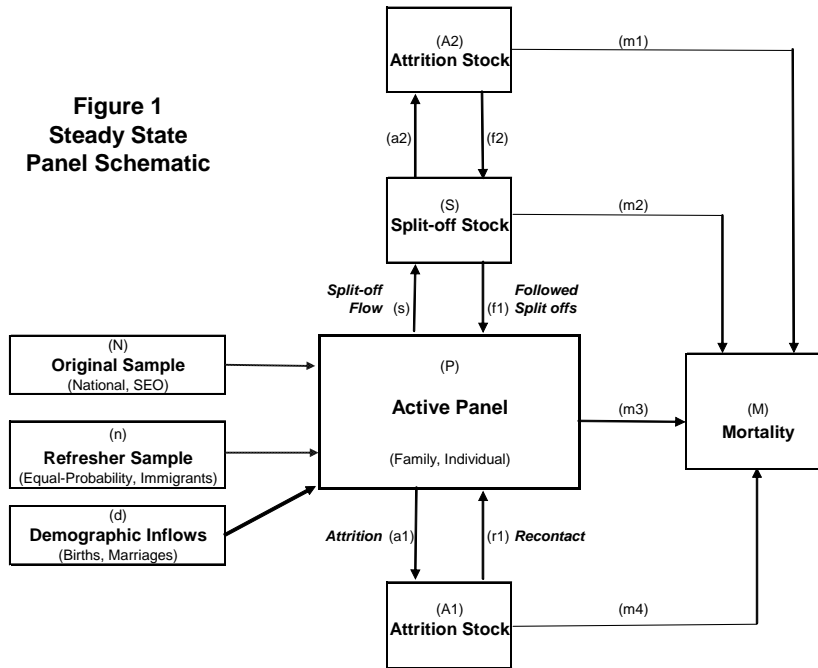 Figure 1
Steady State
Panel Schematic
(A2)
Attrition Stock
(m1)
(a2)
(f2)
(S)
Split-off Stock
(m2)
Split-off
Flow (s)
(f1) Followed
Split offs
(N)
Original Sample
(National, SEO)
(n)
Refresher Sample
(Equal-Probability, Immigrants)
(d)
Demographic Inflows
(Births, Marriages)
(P)
Active Panel
(Family, Individual)
(m3)
(M)
Mortality
Attrition (a1)
(r1) Recontact
(A1)
Attrition Stock
(m4)